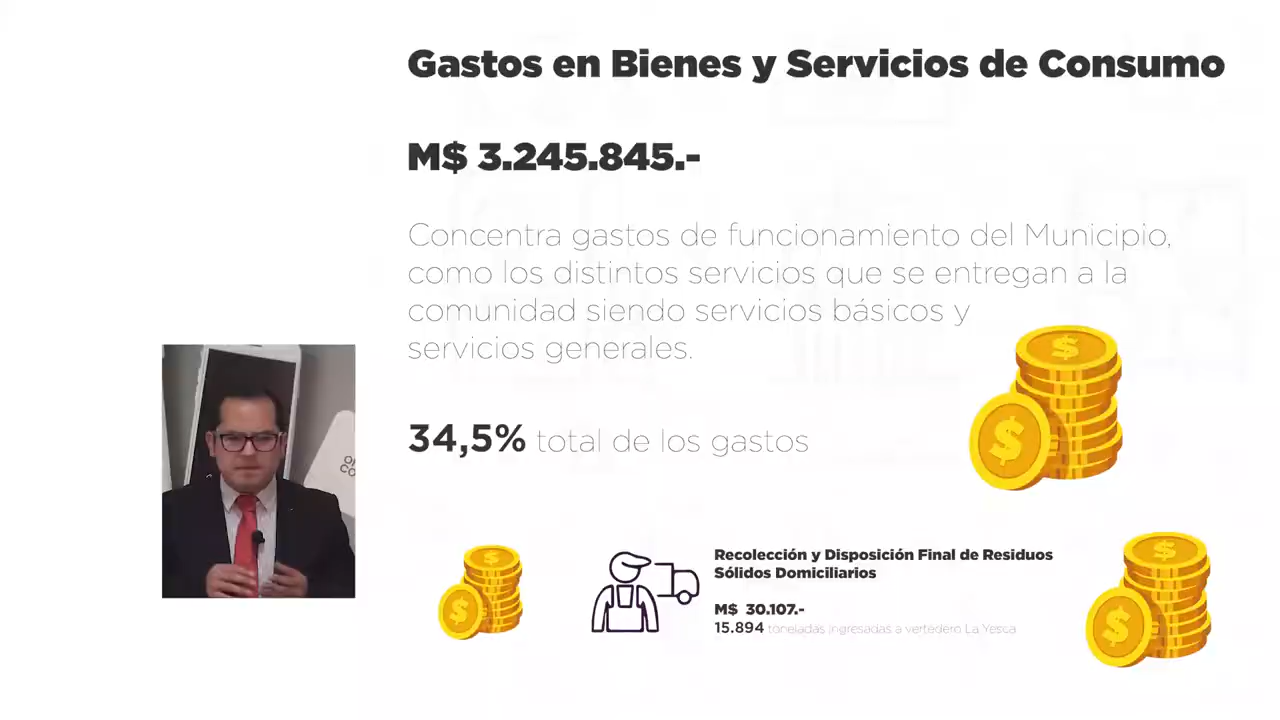 Gastos en Bienes y Servicios de Consumo
M$ 3.245.845.-
Concentra gastos de funcionamiento del Municipio,
como los distintos servicios que se entregan a la
comunidad siendo servicios básicos y
servicios generales.
34,5% total de los gastos
Recolección y Disposición Final de Residuos
Sólidos Domiciliarios
M$ 30.107.-
15.894 toneladas ingresadas a vertedero La Yesca